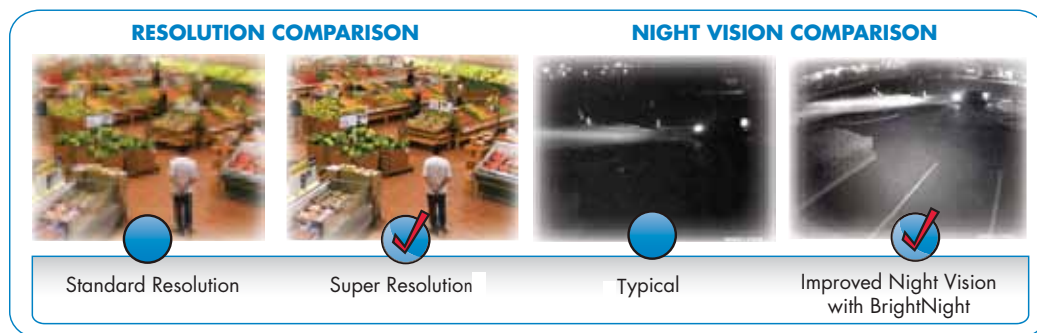 RESOLUTION COMPARISON
NIGHT VISION COMPARISON
Standard Resolution
Super Resolution
Typical
Improved Night Vision
with BrightNight